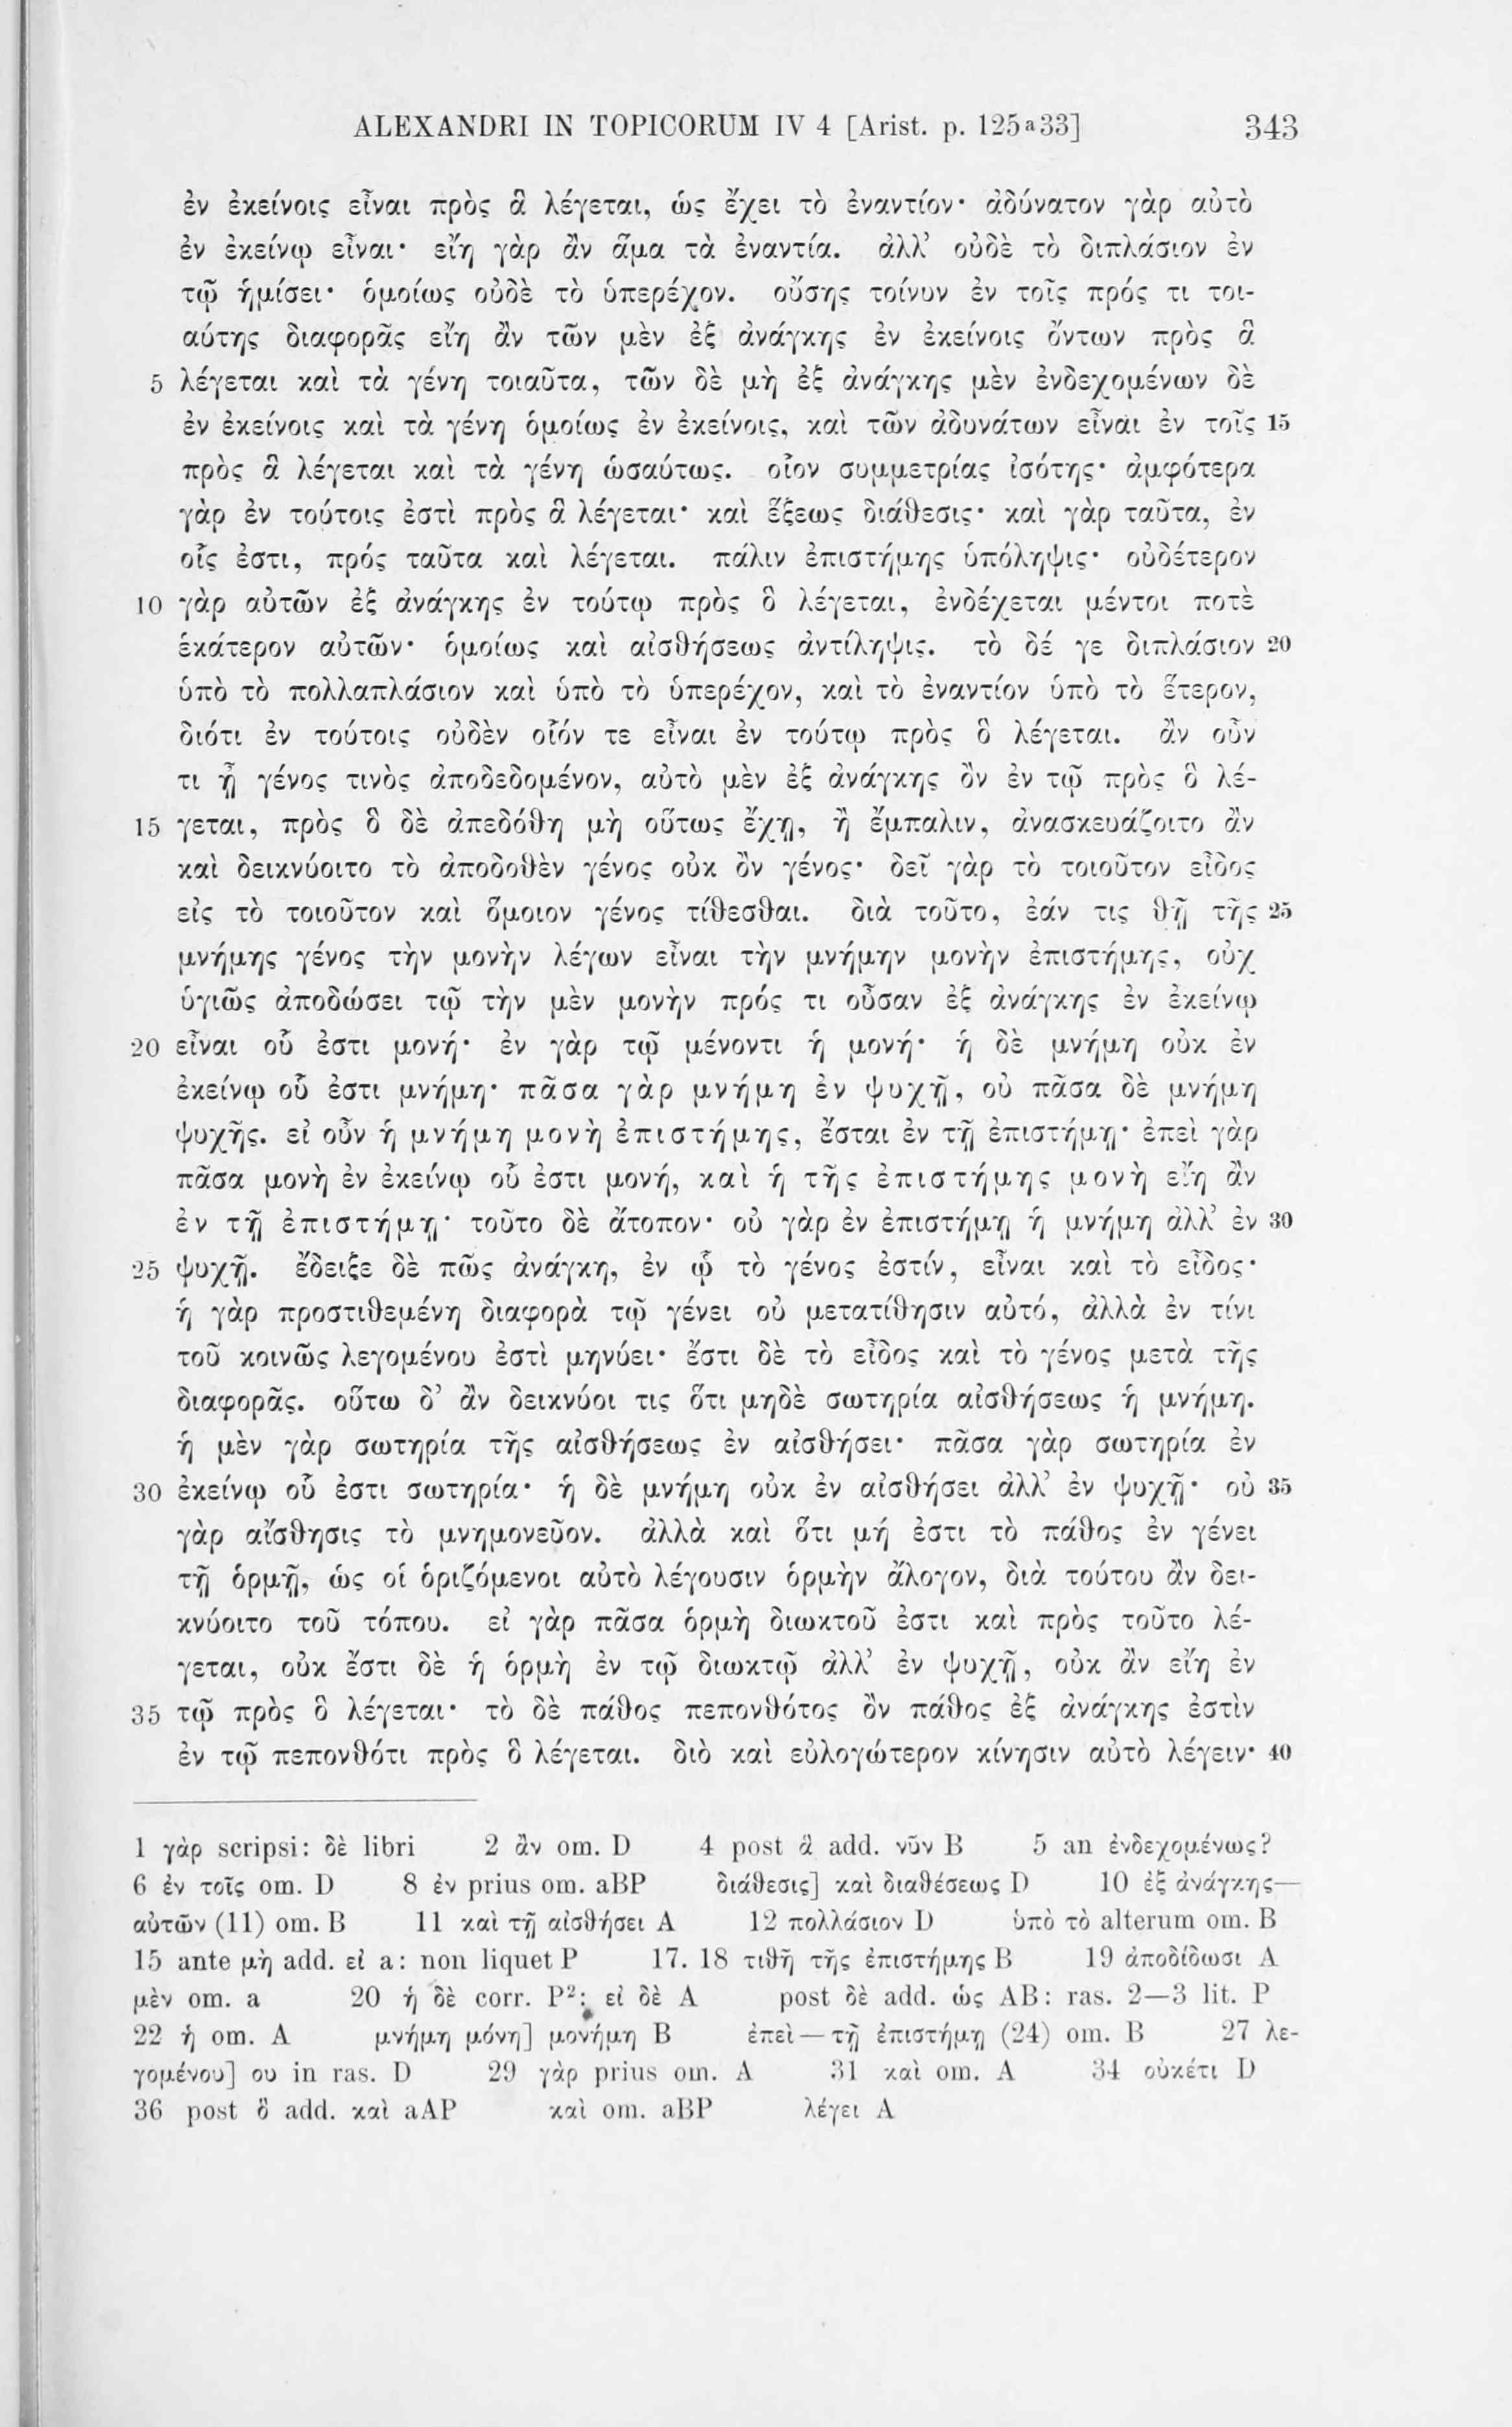 ALEXANDRI IN TOPICORUM IV 4 [Arist. p. 125a33] 343
ἐν ἐκείνοις εἶναι πρὸς ἃ λέγεται, ὡς ἔχει τὸ ἐναντίον· ἀδύνατον γὰρ αὐτὸ
ἐν ἐκείνῳ εἶναι· εἴη γὰρ ἂν ἅμα τὰ ἐναντία. ἀλλ’ οὐδὲ τὸ διπλάσιον ἐν
τῷ ἡμίσει· ὁμοίως οὐδὲ τὸ ὑπερέχον. οὔσης τοίνυν ἐν τοῖς πρός τι τοι-
αύτης διαφορᾶς εἴη ἂν τῶν μὲν ἐξ ἀνάγκης ἐν ἐκείνοις ὄντων πρὸς ἃ
5 λέγεται καὶ τὰ γένη τοιαῦτα, τῶν δὲ μὴ ἐξ ἀνάγκης μὲν ἐνδεχομένων δὲ
ἐν ἐκείνοις καὶ τὰ γένη ὁμοίως ἐν ἐκείνοις, καὶ τῶν ἀδυνάτων εἶναι ἐν τοῖς 15
πρὸς ἃ λέγεται καὶ τὰ γένη ὡσαύτως. οἷον συμμετρίας ἰσότης· ἀμφότερα
γὰρ ἐν τούτοις ἐστὶ πρὸς ἃ λέγεται· καὶ ἕξεως διάθεσις· καὶ γὰρ ταῦτα, ἐν
οἷς ἐστι, πρός ταῦτα καὶ λέγεται. πάλιν ἐπιστήμης ὑπόληψις· οὐδέτερον
10 γὰρ αὐτῶν ἐξ ἀνάγκης ἐν τούτῳ πρὸς ὃ λέγεται, ἐνδέχεται μέντοι ποτὲ
ἑκάτερον αὐτῶν· ὁμοίως καὶ αἰσθήσεως ἀντίληψις. τὸ δέ γε διπλάσιον 20
ὑπὸ τὸ πολλαπλάσιον καὶ ὑπὸ τὸ ὑπερέχον, καὶ τὸ ἐναντίον ὑπὸ τὸ ἕτερον,
διότι ἐν τούτοις οὐδὲν οἷόν τε εἶναι ἐν τούτῳ πρὸς ὃ λέγεται. ἂν οὖν
τι ᾖ γένος τινὸς ἀποδεδομένον, αὐτὸ μὲν ἐξ ἀνάγκης ὂν ἐν τῷ πρὸς ὃ λέ-
15 γεται, πρὸς ὃ δὲ ἀπεδόθη μὴ οὕτως ἔχῃ, ἢ ἔμπαλιν, ἀνασκευάζοιτο ἂν
καὶ δεικνύοιτο τὸ ἀποδοθὲν γένος οὐκ ὂν γένος· δεῖ γὰρ τὸ τοιοῦτον εἶδος
εἰς τὸ τοιοῦτον καὶ ὅμοιον γένος τίθεσθαι. διὰ τοῦτο, ἐάν τις θῇ τῆς 25
μνήμης γένος τὴν μονὴν λέγων εἶναι τὴν μνήμην μονὴν ἐπιστήμης, οὐχ
ὑγιῶς ἀποδώσει τῷ τὴν μὲν μονὴν πρός τι οὖσαν ἐξ ἀνάγκης ἐν ἐκείνῳ
20 εἶναι οὗ ἐστι μονή· ἐν γὰρ τῷ μένοντι ἡ μονή· ἡ δὲ μνήμη οὐκ ἐν
ἐκείνῳ οὗ ἐστι μνήμη· πᾶσα γὰρ μνήμη ἐν ψυχῇ, οὐ πᾶσα δὲ μνήμη
ψυχῆς. εἰ οὖν ἡ μνήμη μονὴ ἐπιστήμης, ἔσται ἐν τῇ ἐπιστήμῃ· ἐπεὶ γὰρ
πᾶσα μονὴ ἐν ἐκείνῳ οὗ ἐστι μονή, καὶ ἡ τῆς ἐπιστήμης μονὴ εἴη ἂν
ἐν τῇ ἐπιστήμῃ· τοῦτο δὲ ἄτοπον· οὐ γὰρ ἐν ἐπιστήμῃ ἡ μνήμη ἀλλ’ ἐν 30
25 ψυχῇ. ἔδειξε δὲ πῶς ἀνάγκη, ἐν ᾧ τὸ γένος ἐστίν, εἶναι καὶ τὸ εἶδος·
ἡ γὰρ προστιθεμένη διαφορὰ τῷ γένει οὐ μετατίθησιν αὐτό, ἀλλὰ ἐν τίνι
τοῦ κοινῶς λεγομένου ἐστὶ μηνύει· ἔστι δὲ τὸ εἶδος καὶ τὸ γένος μετὰ τῆς
διαφορᾶς. οὕτω δ’ ἂν δεικνύοι τις ὅτι μηδὲ σωτηρία αἰσθήσεως ἡ μνήμη.
ἡ μὲν γὰρ σωτηρία τῆς αἰσθήσεως ἐν αἰσθήσει· πᾶσα γὰρ σωτηρία ἐν
30 ἐκείνῳ οὗ ἐστι σωτηρία· ἡ δὲ μνήμη οὐκ ἐν αἰσθήσει ἀλλ’ ἐν ψυχῇ· οὐ 35
γὰρ αἴσθησις τὸ μνημονεῦον. ἀλλὰ καὶ ὅτι μή ἐστι τὸ πάθος ἐν γένει
τῇ ὁρμῇ, ὡς οἱ ὁριζόμενοι αὐτὸ λέγουσιν ὁρμὴν ἄλογον, διὰ τούτου ἂν δει-
κνύοιτο τοῦ τόπου. εἰ γὰρ πᾶσα ὁρμὴ διωκτοῦ ἐστι καὶ πρὸς τοῦτο λέ-
γεται, οὐκ ἔστι δὲ ἡ ὁρμὴ ἐν τῷ διωκτῷ ἀλλ’ ἐν ψυχῇ, οὐκ ἂν εἴη ἐν
35 τῷ πρὸς ὃ λέγεται· τὸ δὲ πάθος πεπονθότος ὂν πάθος ἐξ ἀνάγκης ἐστὶν
ἐν τῷ πεπονθότι πρὸς ὃ λέγεται. διὸ καὶ εὐλογώτερον κίνησιν αὐτὸ λέγειν· 40
1 γὰρ scripsi: δὲ libri 2 ἂν om. D 4 post ἃ add. νῦν B 5 an ἐνδεχομένως?
6 ἐν τοῖς om. D 8 ἐν prius om. aBP διάθεσις] καὶ διαθέσεως D 10 ἐξ ἀνάγκης—
αὐτῶν (11) om. B 11 καὶ τῇ αἰσθήσει A 12 πολλάσιον D ὑπὸ τὸ alterum om. B
15 ante μὴ add. εἰ a: non liquet P 17. 18 τιθῇ τῆς ἐπιστήμης B 19 ἀποδίδωσι A
μὲν om. a 20 ἡ δὲ corr. P²: εἰ δὲ A post δὲ add. ὡς AB: ras. 2—3 lit. P
22 ἡ om. A μνήμη μόνη] μονήμη B ἐπεὶ — τῇ ἐπιστήμῃ (24) om. B 27 λε-
γομένου] ου in ras. D 29 γὰρ prius om. A 31 καὶ om. A 34 οὐκέτι D
36 post ὃ add. καὶ aAP καὶ om. aBP λέγει A